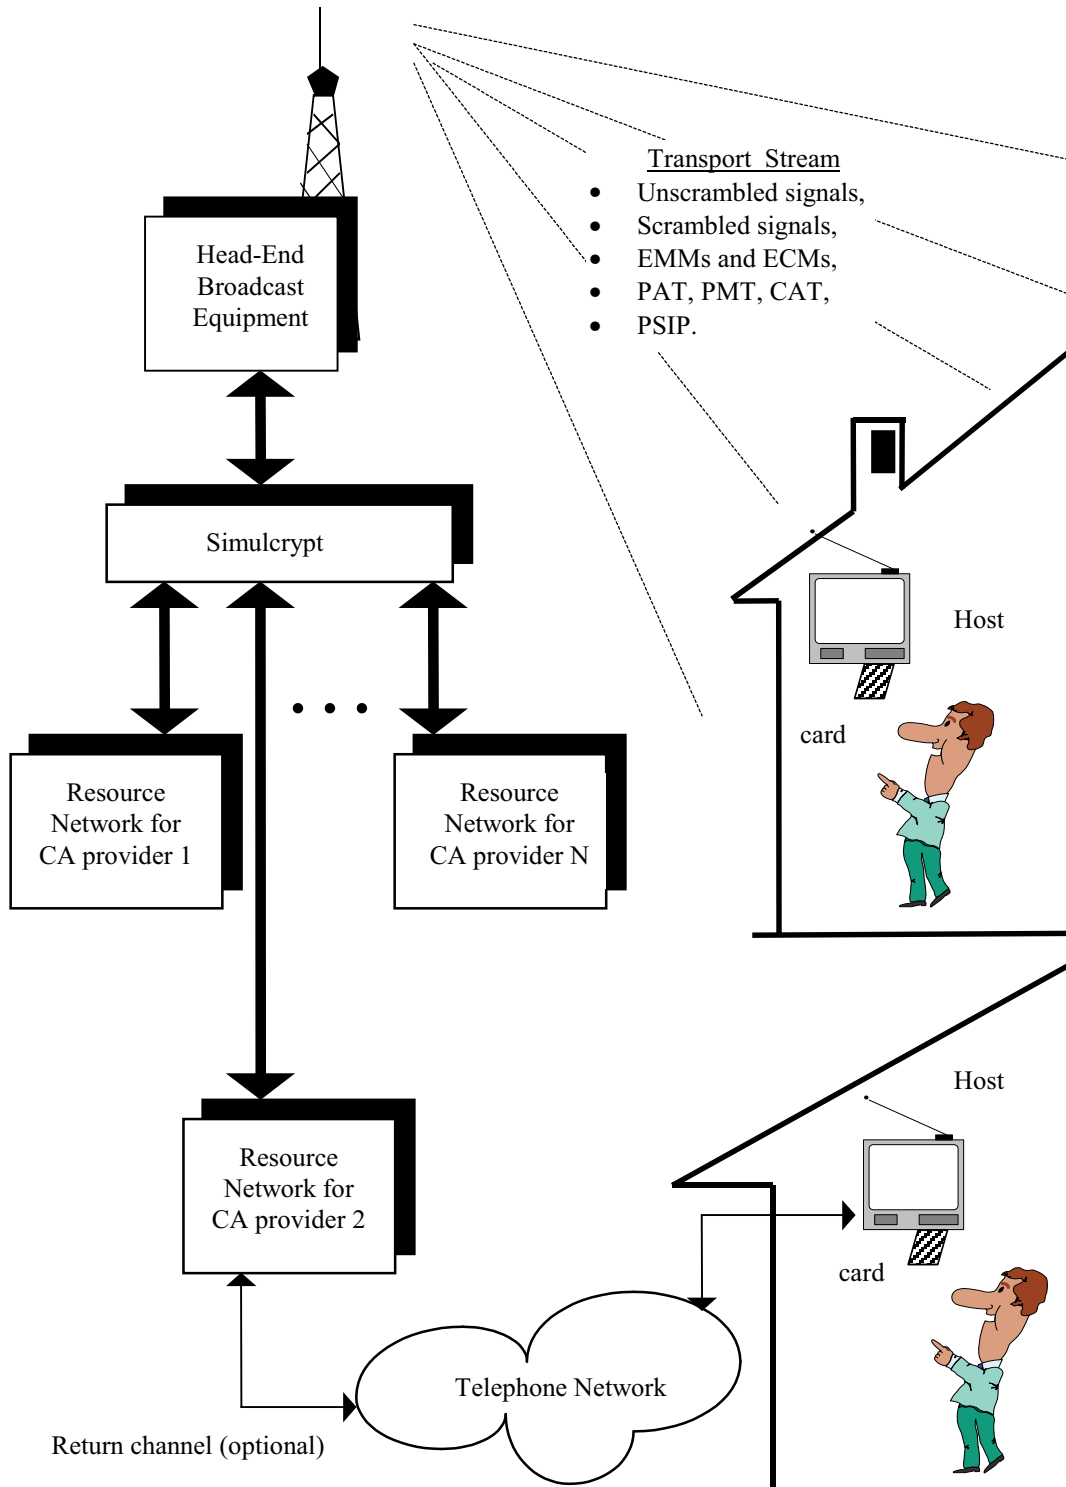 Transport Stream
• Unscrambled signals,
• Scrambled signals,
• EMMs and ECMs,
• PAT, PMT, CAT,
• PSIP.
Head-End
Broadcast
Equipment
Simulcrypt
• • •
Resource
Network for
CA provider 1
Resource
Network for
CA provider N
Host
card
Resource
Network for
CA provider 2
Host
card
Telephone Network
Return channel (optional)